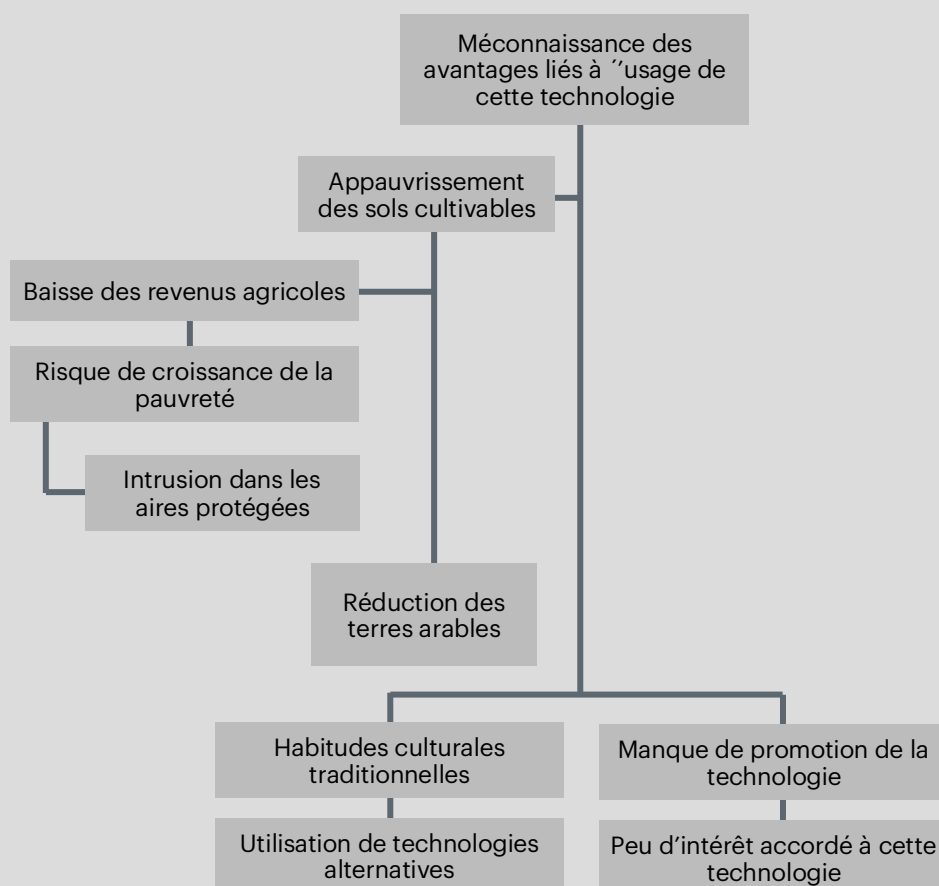 Méconnaissance des
avantages liés à ´’usage de
cette technologie
Appauvrissement
des sols cultivables
Baisse des revenus agricoles
Risque de croissance de la
pauvreté
Intrusion dans les
aires protégées
Réduction des
terres arables
Habitudes culturales
traditionnelles
Manque de promotion de la
technologie
Utilisation de technologies
alternatives
Peu d’intérêt accordé à cette
technologie